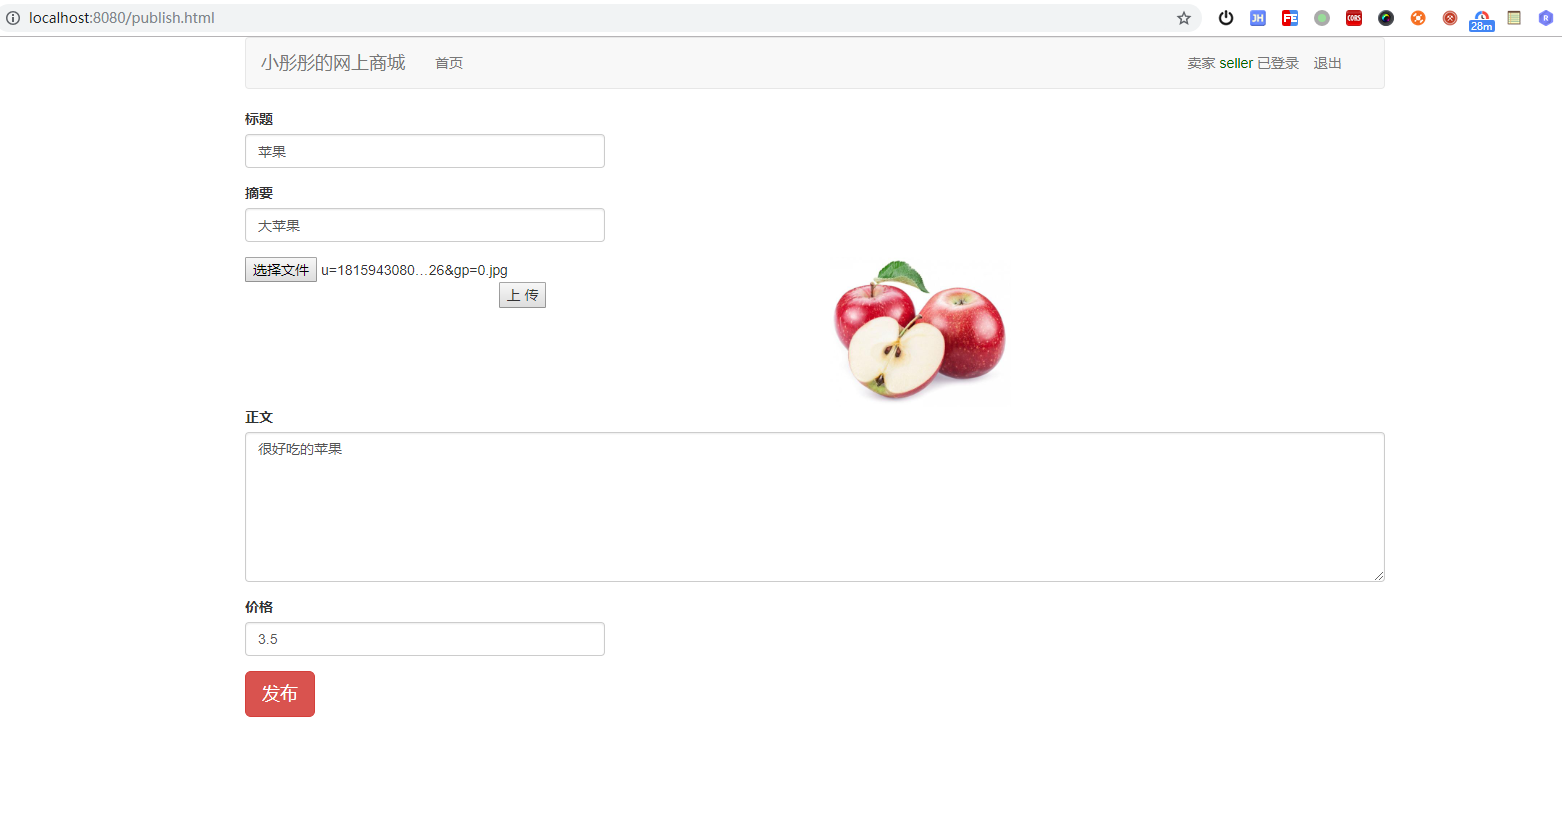 localhost:8080/publish.html
JH
FE
CORS
28m
R
小彤彤的网上商城 首页 卖家 seller 已登录 退出
标题
苹果
摘要
大苹果
选择文件 u=1815943080...26&gp=0.jpg
上 传
正文
很好吃的苹果
价格
3.5
发布